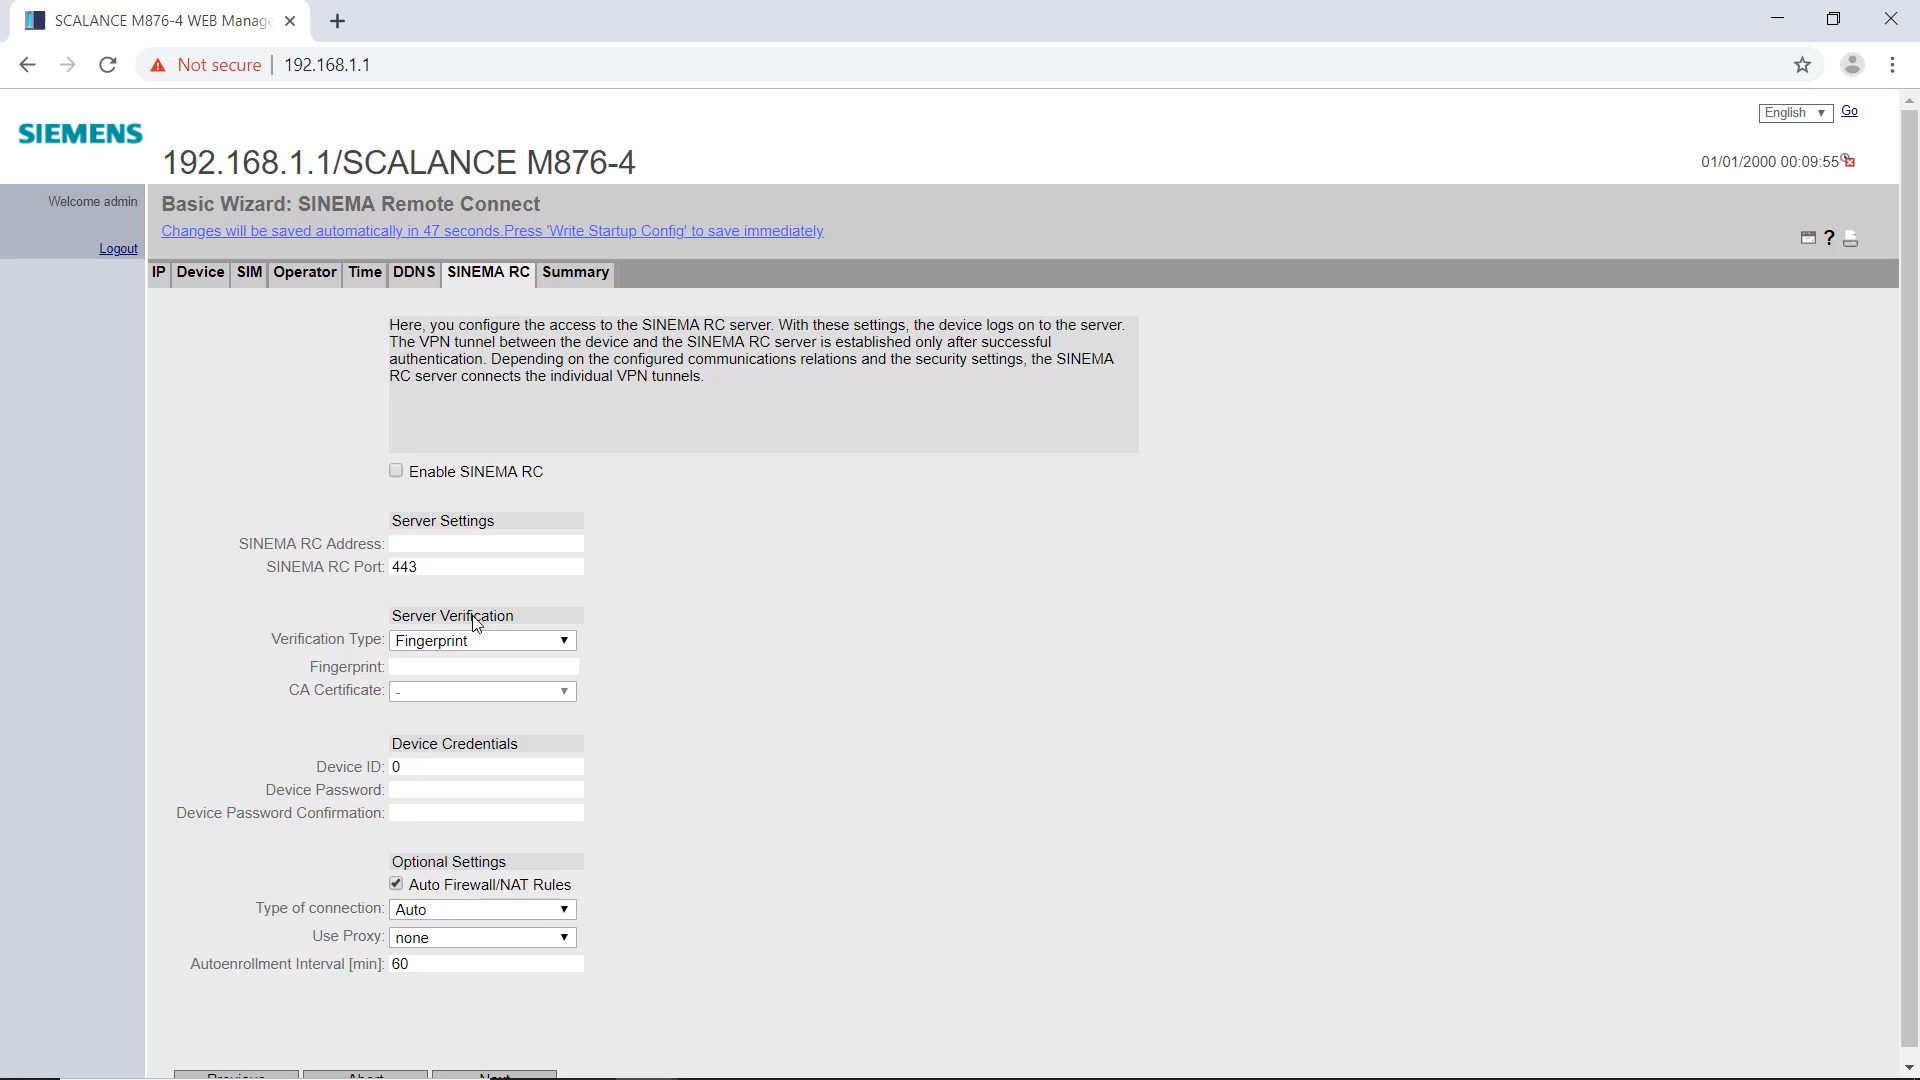 SCALANCE M876-4 WEB Manage
Not secure
192.168.1.1
English
Go
SIEMENS
192.168.1.1/SCALANCE M876-4
01/01/2000 00:09:55
Welcome admin
Logout
Basic Wizard: SINEMA Remote Connect
Changes will be saved automatically in 47 seconds.Press 'Write Startup Config' to save immediately
?
IP Device SIM Operator Time DDNS SINEMA RC Summary
Here, you configure the access to the SINEMA RC server. With these settings, the device logs on to the server.
The VPN tunnel between the device and the SINEMA RC server is established only after successful
authentication. Depending on the configured communications relations and the security settings, the SINEMA
RC server connects the individual VPN tunnels.
Enable SINEMA RC
Server Settings
SINEMA RC Address:
SINEMA RC Port: 443
Server Verification
Verification Type: Fingerprint
Fingerprint:
CA Certificate: -
Device Credentials
Device ID: 0
Device Password:
Device Password Confirmation:
Optional Settings
Auto Firewall/NAT Rules
Type of connection: Auto
Use Proxy: none
Autoenrollment Interval [min]: 60
Previous Abort Next